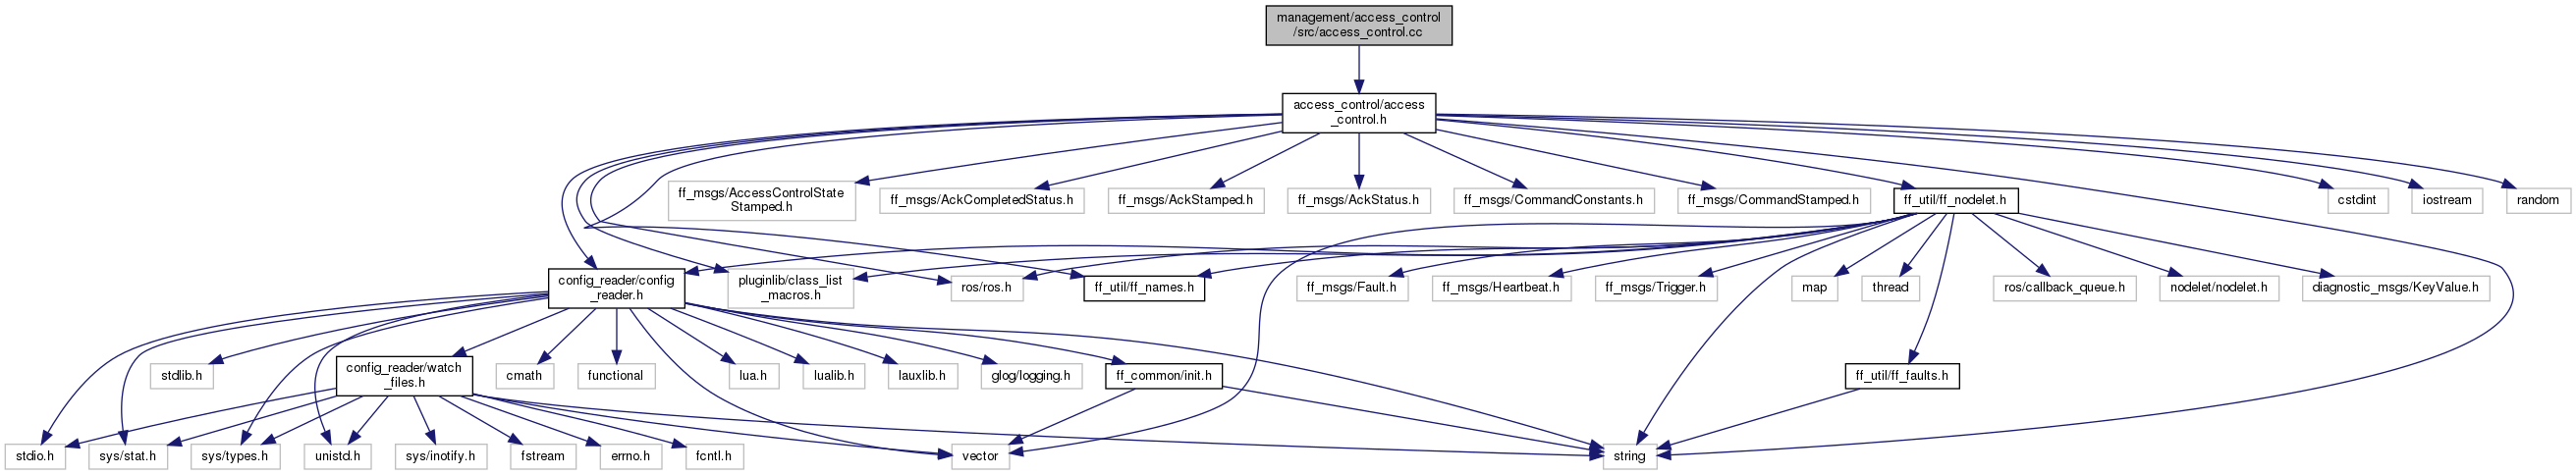 management/access_control
/src/access_control.cc
access_control/access
_control.h
ff_msgs/AccessControlState
Stamped.h
ff_msgs/AckCompletedStatus.h
ff_msgs/AckStamped.h
ff_msgs/AckStatus.h
ff_msgs/CommandConstants.h
ff_msgs/CommandStamped.h
ff_util/ff_nodelet.h
cstdint
iostream
random
config_reader/config
_reader.h
pluginlib/class_list
_macros.h
ros/ros.h
ff_util/ff_names.h
ff_msgs/Fault.h
ff_msgs/Heartbeat.h
ff_msgs/Trigger.h
map
thread
ros/callback_queue.h
nodelet/nodelet.h
diagnostic_msgs/KeyValue.h
stdlib.h
config_reader/watch
_files.h
cmath
functional
lua.h
lualib.h
lauxlib.h
glog/logging.h
ff_common/init.h
ff_util/ff_faults.h
stdio.h
sys/stat.h
sys/types.h
unistd.h
sys/inotify.h
fstream
errno.h
fcntl.h
vector
string